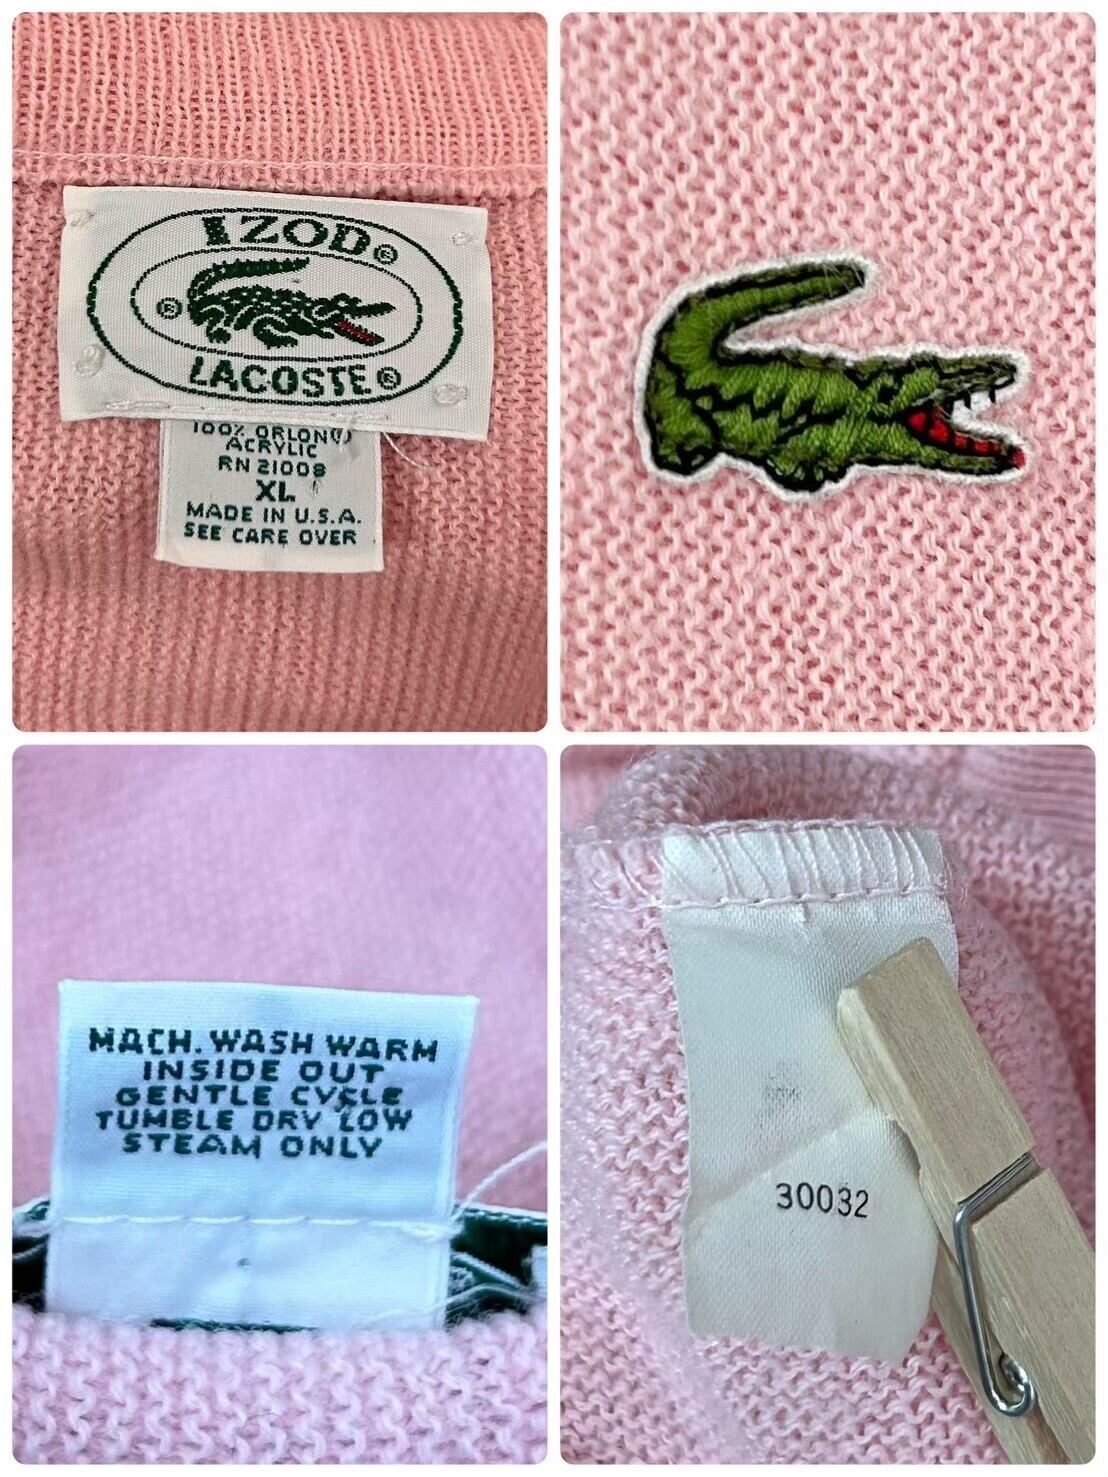 IZOD®
®
LACOSTE®
100% ORLON®
ACRYLIC
RN 21008
XL
MADE IN U.S.A.
SEE CARE OVER
MACH. WASH WARM
INSIDE OUT
GENTLE CYCLE
TUMBLE DRY LOW
STEAM ONLY
30032